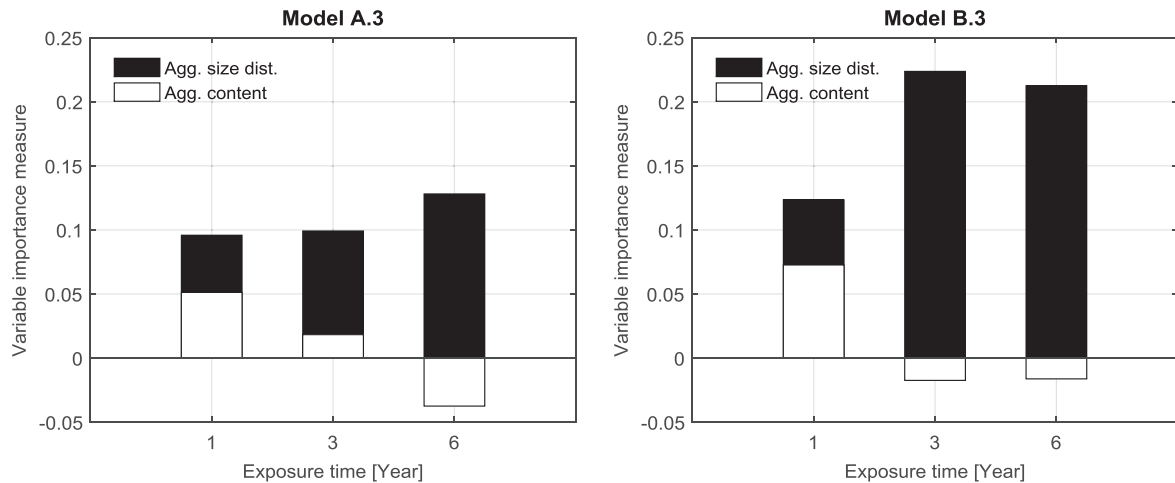 Model A.3
0.25
0.2
0.15
0.1
0.05
0
-0.05
Variable importance measure
Agg. size dist.
Agg. content
1 3 6
Exposure time [Year]
Model B.3
0.25
0.2
0.15
0.1
0.05
0
-0.05
Variable importance measure
Agg. size dist.
Agg. content
1 3 6
Exposure time [Year]